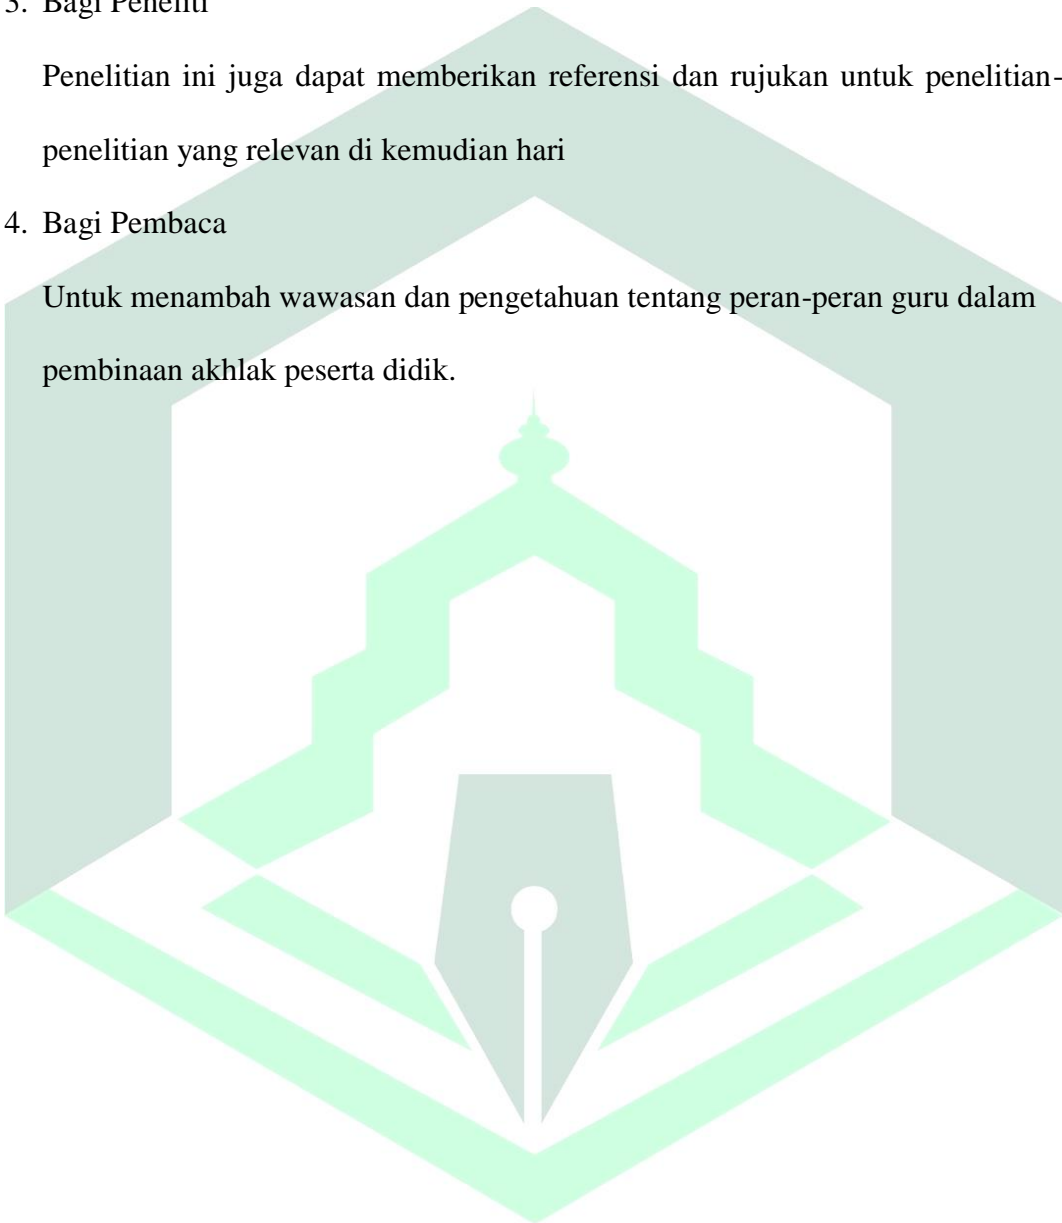 3. Bagi Peneliti
Penelitian ini juga dapat memberikan referensi dan rujukan untuk penelitian-
penelitian yang relevan di kemudian hari
4. Bagi Pembaca
Untuk menambah wawasan dan pengetahuan tentang peran-peran guru dalam
pembinaan akhlak peserta didik.